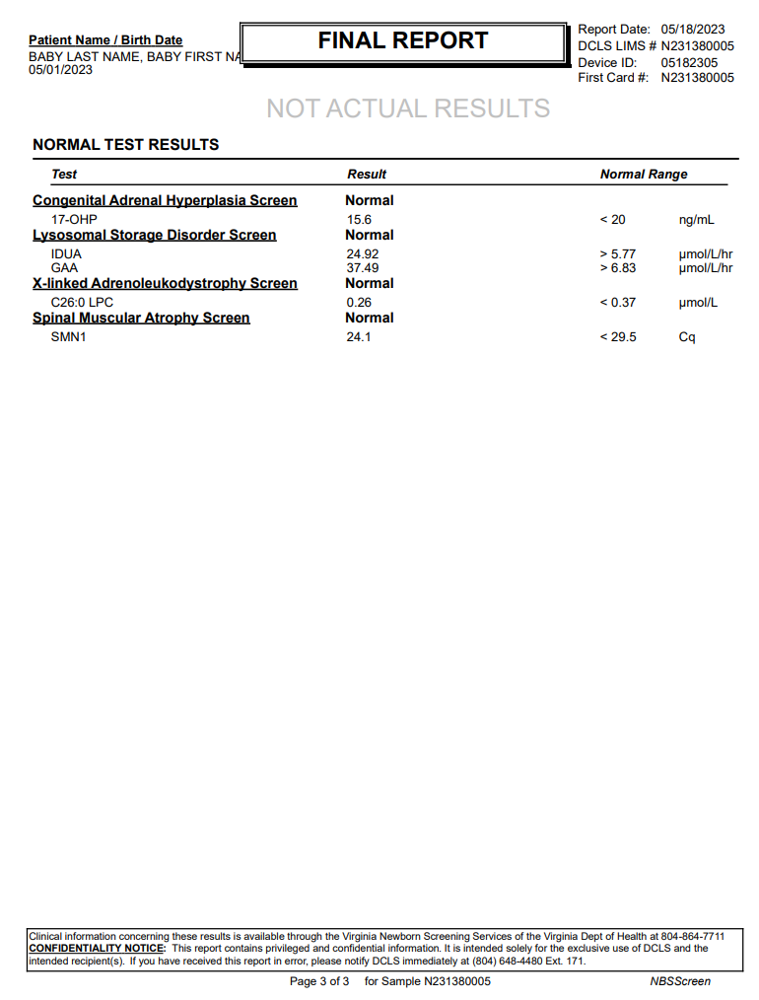 Patient Name / Birth Date
BABY LAST NAME, BABY FIRST NA
05/01/2023
FINAL REPORT
Report Date: 05/18/2023
DCLS LIMS # N231380005
Device ID: 05182305
First Card #: N231380005
NOT ACTUAL RESULTS
NORMAL TEST RESULTS
Test Result Normal Range
Congenital Adrenal Hyperplasia Screen Normal
17-OHP 15.6 < 20 ng/mL
Lysosomal Storage Disorder Screen Normal
IDUA 24.92 > 5.77 µmol/L/hr
GAA 37.49 > 6.83 µmol/L/hr
X-linked Adrenoleukodystrophy Screen Normal
C26:0 LPC 0.26 < 0.37 µmol/L
Spinal Muscular Atrophy Screen Normal
SMN1 24.1 < 29.5 Cq
Clinical information concerning these results is available through the Virginia Newborn Screening Services of the Virginia Dept of Health at 804-864-7711
CONFIDENTIALITY NOTICE: This report contains privileged and confidential information. It is intended solely for the exclusive use of DCLS and the
intended recipient(s). If you have received this report in error, please notify DCLS immediately at (804) 648-4480 Ext. 171.
Page 3 of 3 for Sample N231380005 NBSScreen